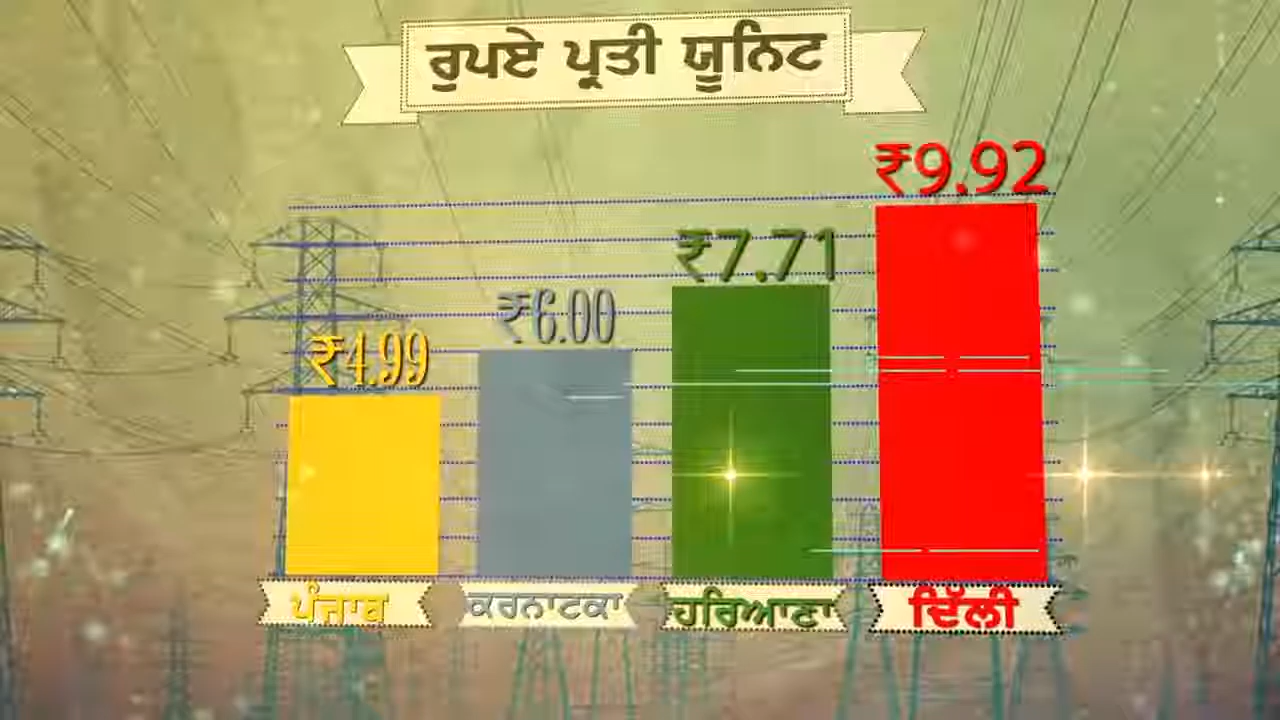 ਰੁਪਏ ਪ੍ਰਤੀ ਯੂਨਿਟ
₹4.99
₹6.00
₹7.71
₹9.92
ਪੰਜਾਬ
ਕਰਨਾਟਕਾ
ਹਰਿਆਣਾ
ਦਿੱਲੀ